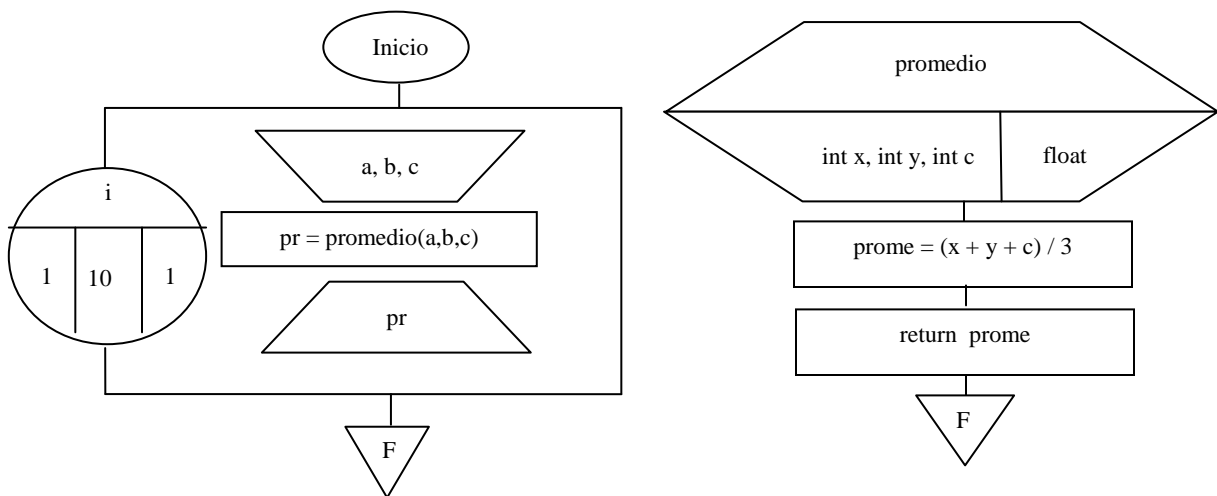 Inicio
a, b, c
i
pr = promedio(a,b,c)
1 10 1
pr
F
promedio
int x, int y, int c float
prome = (x + y + c) / 3
return prome
F